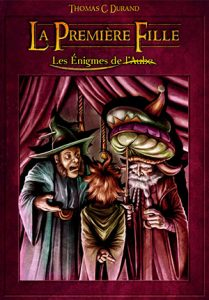 THOMAS C. DURAND
LA PREMIÈRE FILLE
Les Énigmes de l'Aube